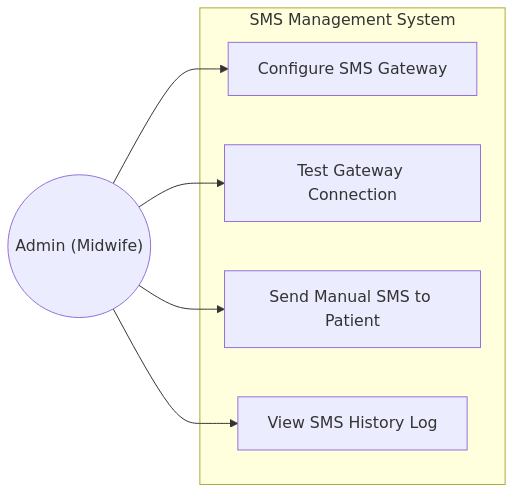 SMS Management System
Configure SMS Gateway
Test Gateway
Connection
Admin (Midwife)
Send Manual SMS to
Patient
View SMS History Log